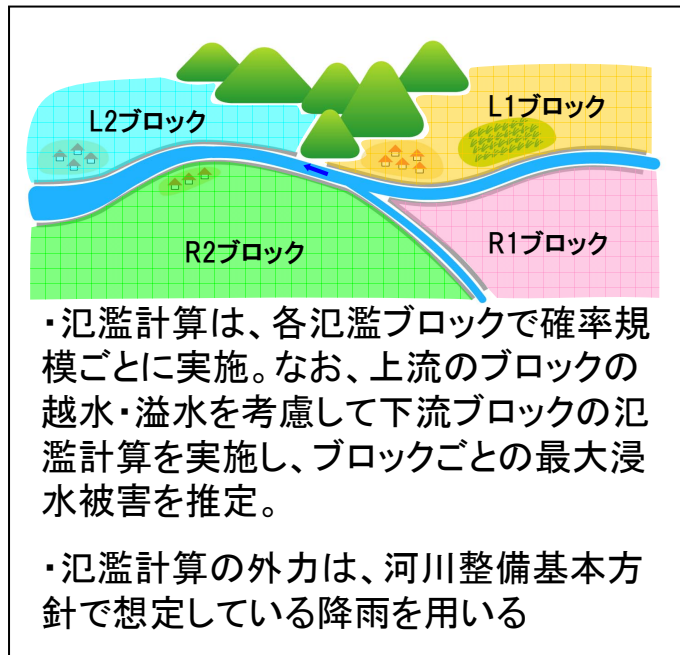 L2ブロック
L1ブロック
R2ブロック
R1ブロック
・氾濫計算は、各氾濫ブロックで確率規
模ごとに実施。なお、上流のブロックの
越水・溢水を考慮して下流ブロックの氾
濫計算を実施し、ブロックごとの最大浸
水被害を推定。
・氾濫計算の外力は、河川整備基本方
針で想定している降雨を用いる